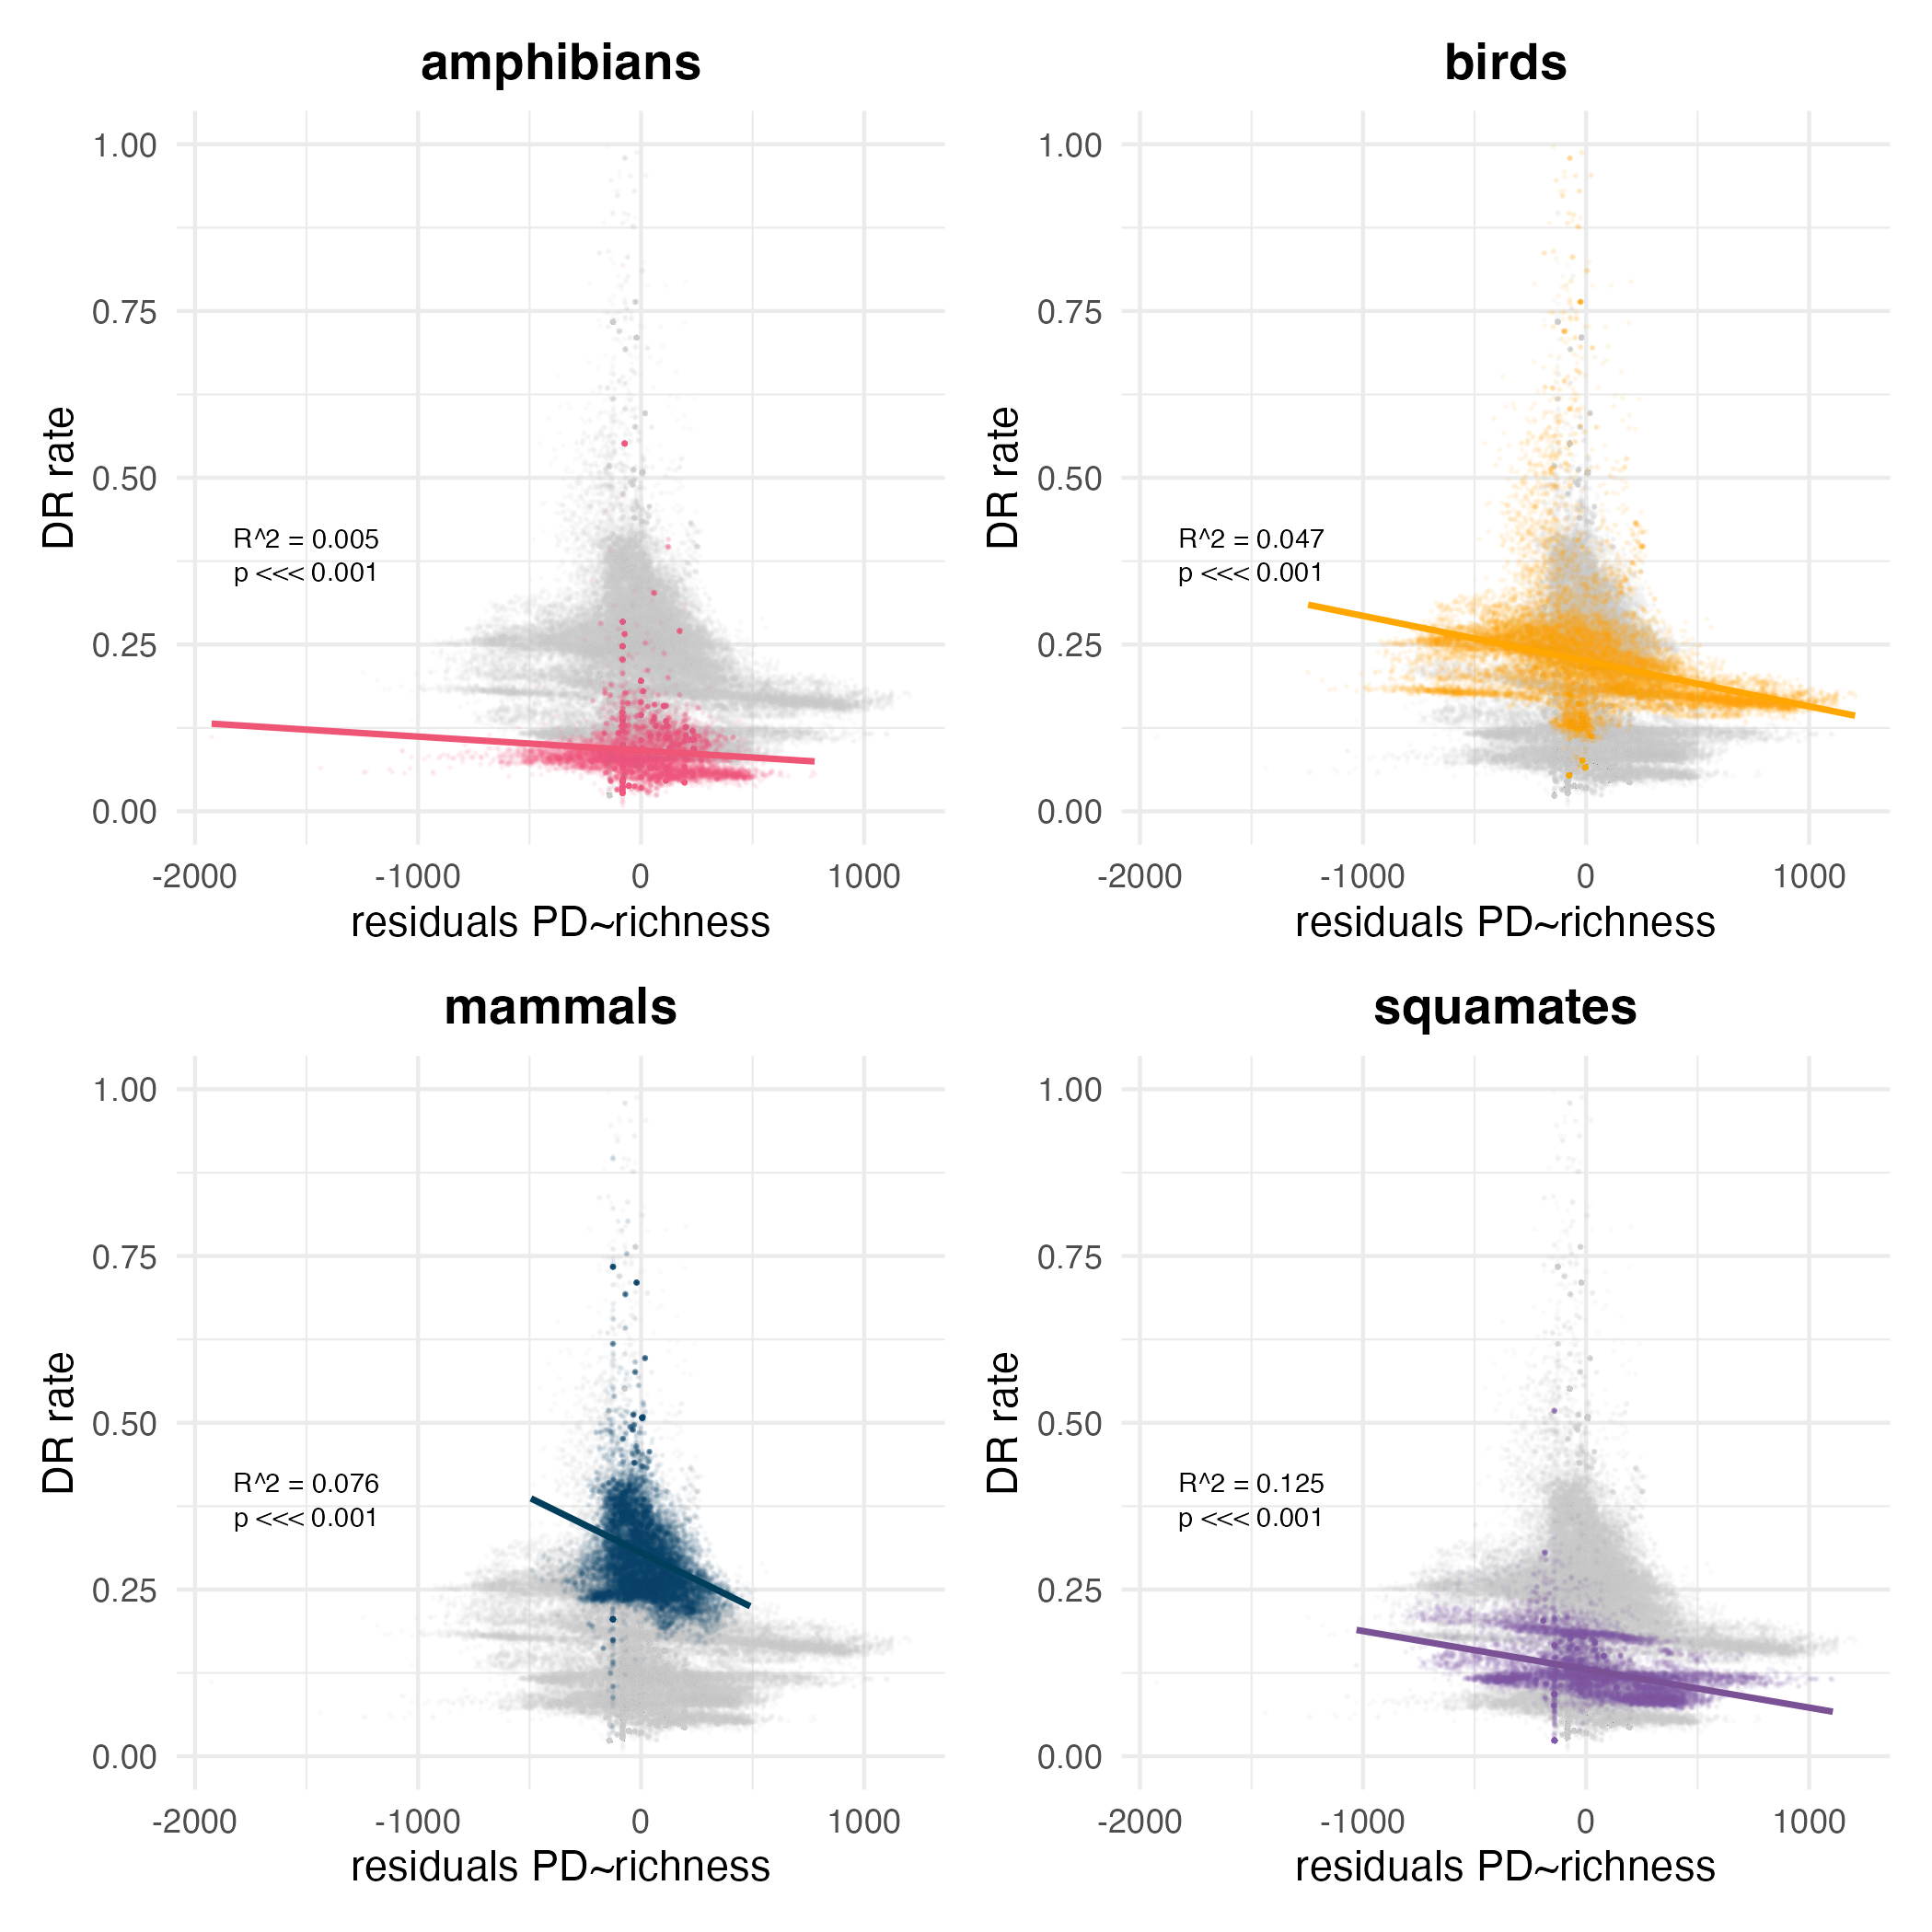 amphibians
1.00
0.75
0.50
0.25
0.00
DR rate
R^2 = 0.005
p <<< 0.001
-2000 -1000 0 1000
residuals PD~richness
birds
1.00
0.75
0.50
0.25
0.00
DR rate
R^2 = 0.047
p <<< 0.001
-2000 -1000 0 1000
residuals PD~richness
mammals
1.00
0.75
0.50
0.25
0.00
DR rate
R^2 = 0.076
p <<< 0.001
-2000 -1000 0 1000
residuals PD~richness
squamates
1.00
0.75
0.50
0.25
0.00
DR rate
R^2 = 0.125
p <<< 0.001
-2000 -1000 0 1000
residuals PD~richness